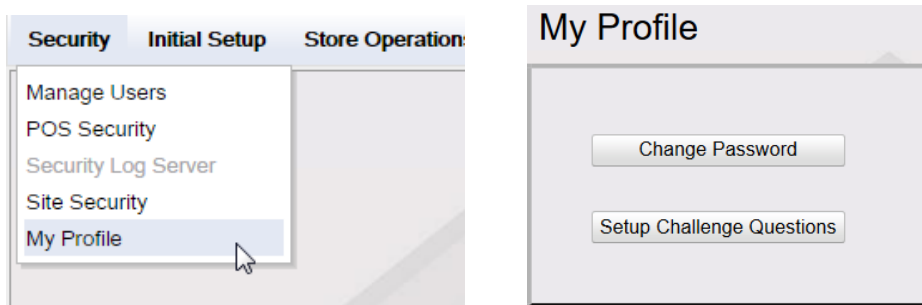 Security Initial Setup Store Operation
Manage Users
POS Security
Security Log Server
Site Security
My Profile
My Profile
Change Password
Setup Challenge Questions